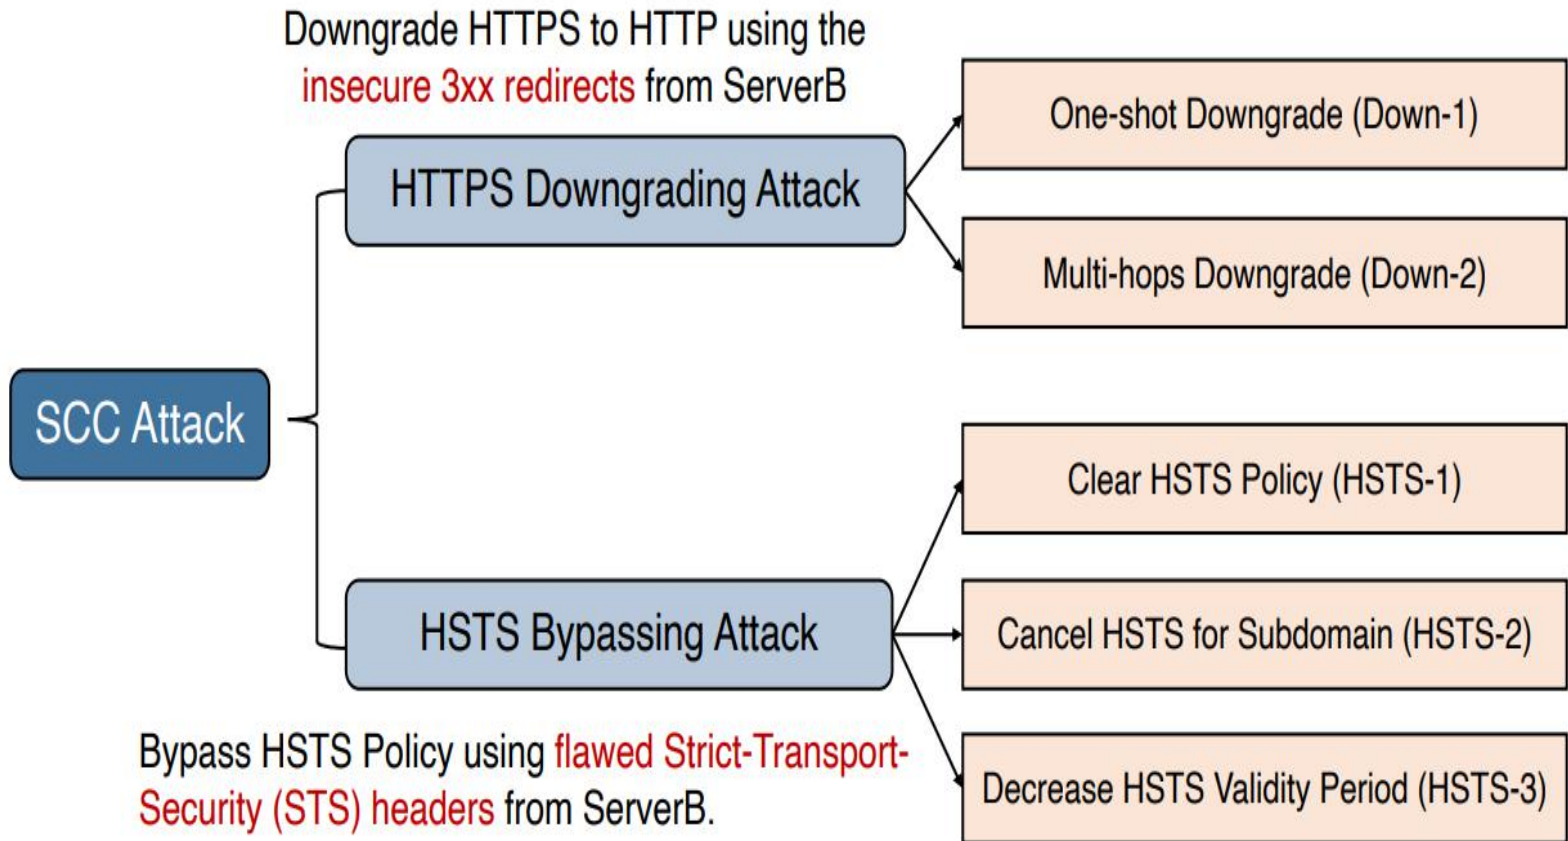 Downgrade HTTPS to HTTP using the
insecure 3xx redirects from ServerB
One-shot Downgrade (Down-1)
HTTPS Downgrading Attack
Multi-hops Downgrade (Down-2)
SCC Attack
Clear HSTS Policy (HSTS-1)
HSTS Bypassing Attack
Cancel HSTS for Subdomain (HSTS-2)
Bypass HSTS Policy using flawed Strict-Transport-
Security (STS) headers from ServerB.
Decrease HSTS Validity Period (HSTS-3)